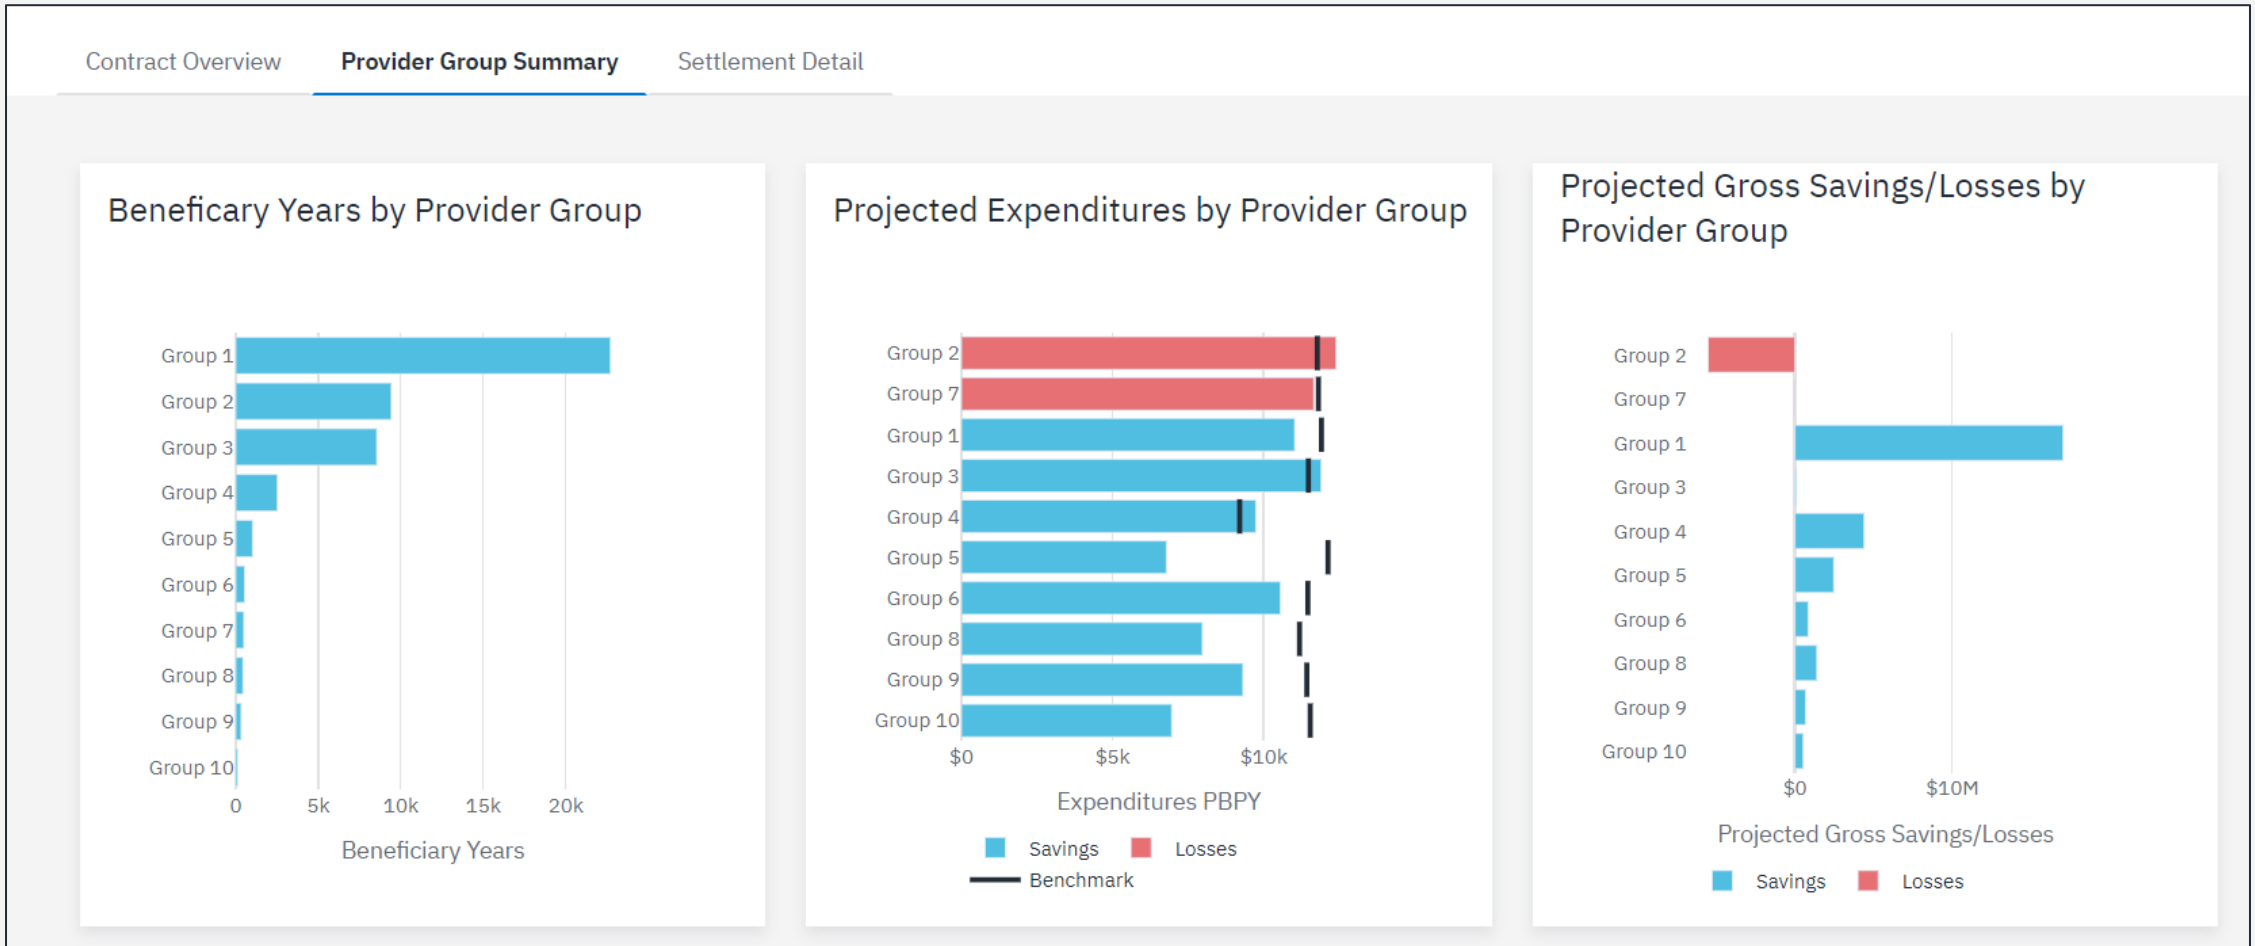 Contract Overview
Provider Group Summary
Settlement Detail
Beneficary Years by Provider Group
Group 1
Group 2
Group 3
Group 4
Group 5
Group 6
Group 7
Group 8
Group 9
Group 10
0 5k 10k 15k 20k
Beneficiary Years
Projected Expenditures by Provider Group
Group 2
Group 7
Group 1
Group 3
Group 4
Group 5
Group 6
Group 8
Group 9
Group 10
$0 $5k $10k
Expenditures PBPY
Savings Losses
Benchmark
Projected Gross Savings/Losses by
Provider Group
Group 2
Group 7
Group 1
Group 3
Group 4
Group 5
Group 6
Group 8
Group 9
Group 10
$0 $10M
Projected Gross Savings/Losses
Savings Losses